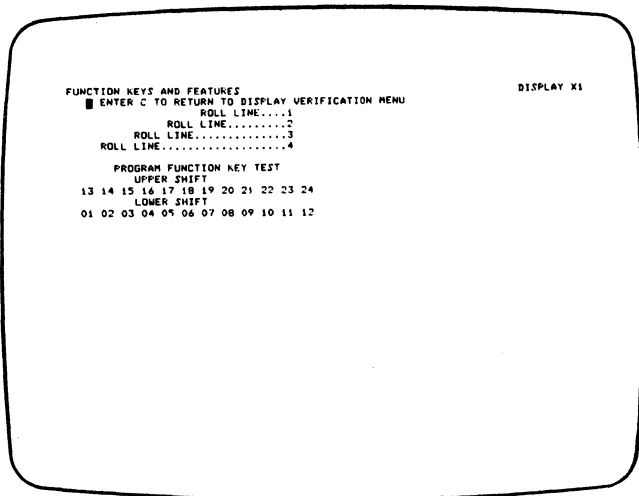 FUNCTION KEYS AND FEATURES DISPLAY X1
ENTER C TO RETURN TO DISPLAY VERIFICATION MENU
ROLL LINE....1
ROLL LINE.........2
ROLL LINE..............3
ROLL LINE...................4
PROGRAM FUNCTION KEY TEST
UPPER SHIFT
13 14 15 16 17 18 19 20 21 22 23 24
LOWER SHIFT
01 02 03 04 05 06 07 08 09 10 11 12